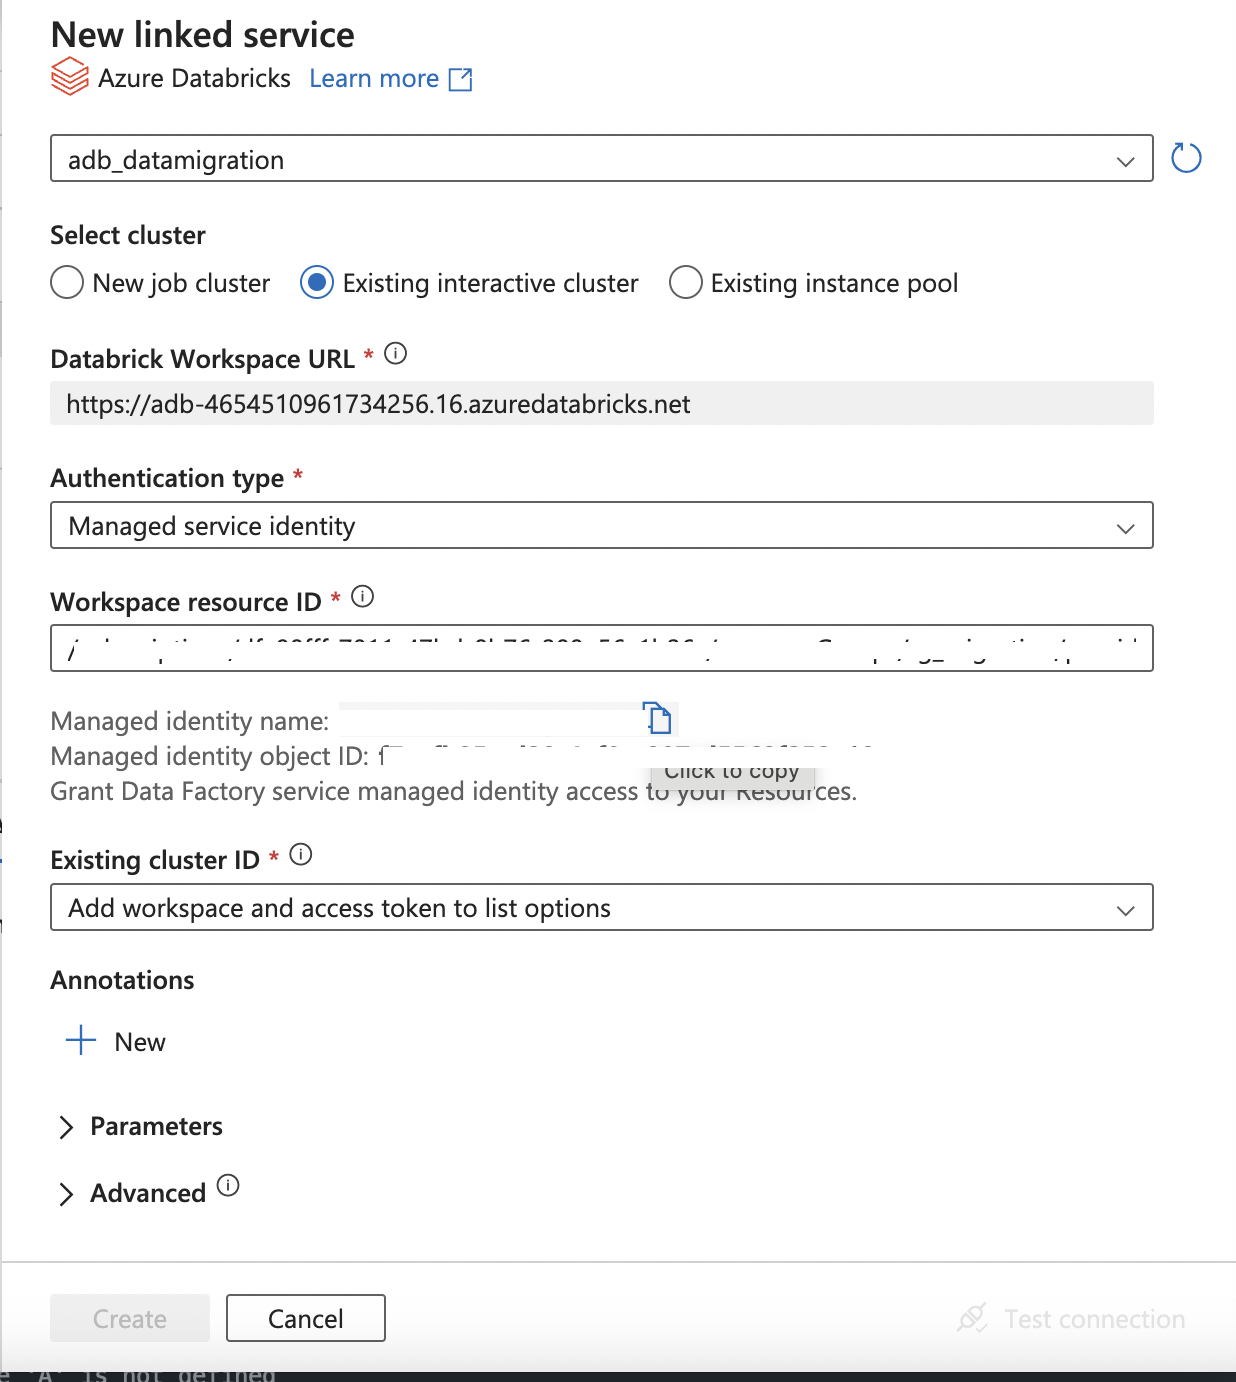 New linked service
Azure Databricks Learn more
adb_datamigration
Select cluster
New job cluster Existing interactive cluster Existing instance pool
Databrick Workspace URL *
https://adb-4654510961734256.16.azuredatabricks.net
Authentication type *
Managed service identity
Workspace resource ID *
Managed identity name:
Managed identity object ID:
Click to copy
Grant Data Factory service managed identity access to your Resources.
Existing cluster ID *
Add workspace and access token to list options
Annotations
New
Parameters
Advanced
Create Cancel Test connection
'A' is not defined